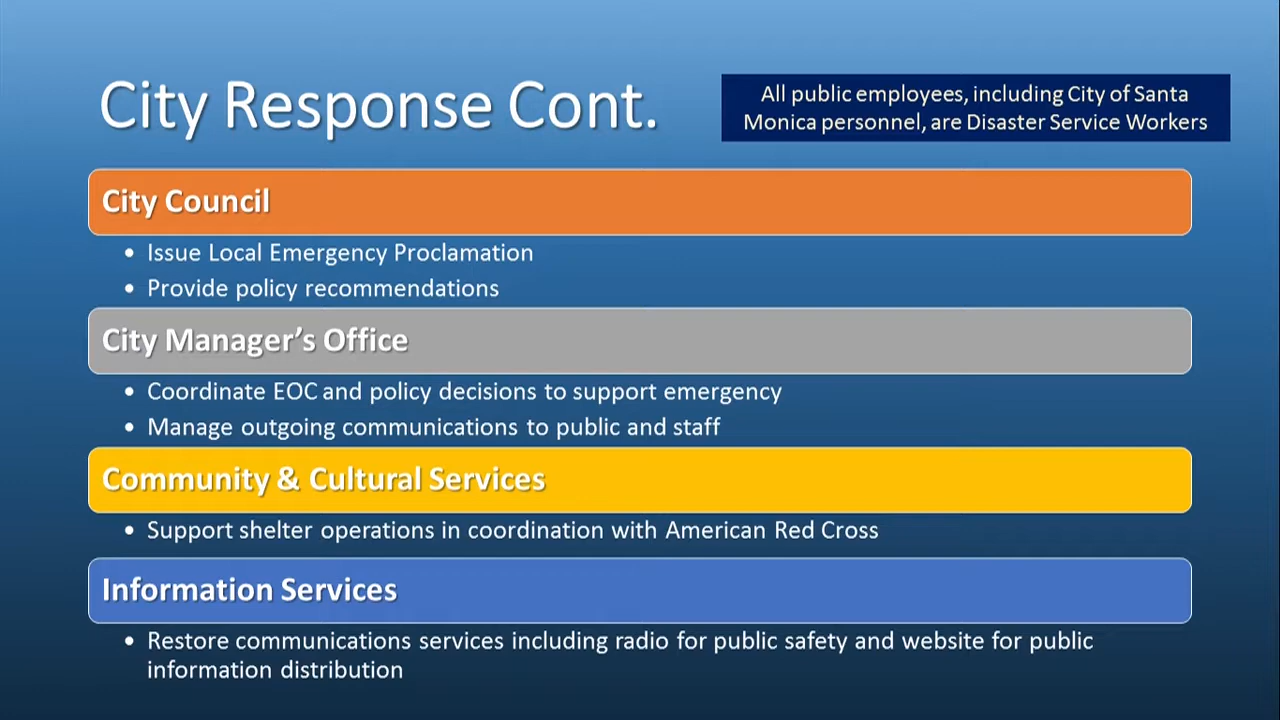 City Response Cont.
All public employees, including City of Santa
Monica personnel, are Disaster Service Workers
City Council
• Issue Local Emergency Proclamation
• Provide policy recommendations
City Manager’s Office
• Coordinate EOC and policy decisions to support emergency
• Manage outgoing communications to public and staff
Community & Cultural Services
• Support shelter operations in coordination with American Red Cross
Information Services
• Restore communications services including radio for public safety and website for public
information distribution